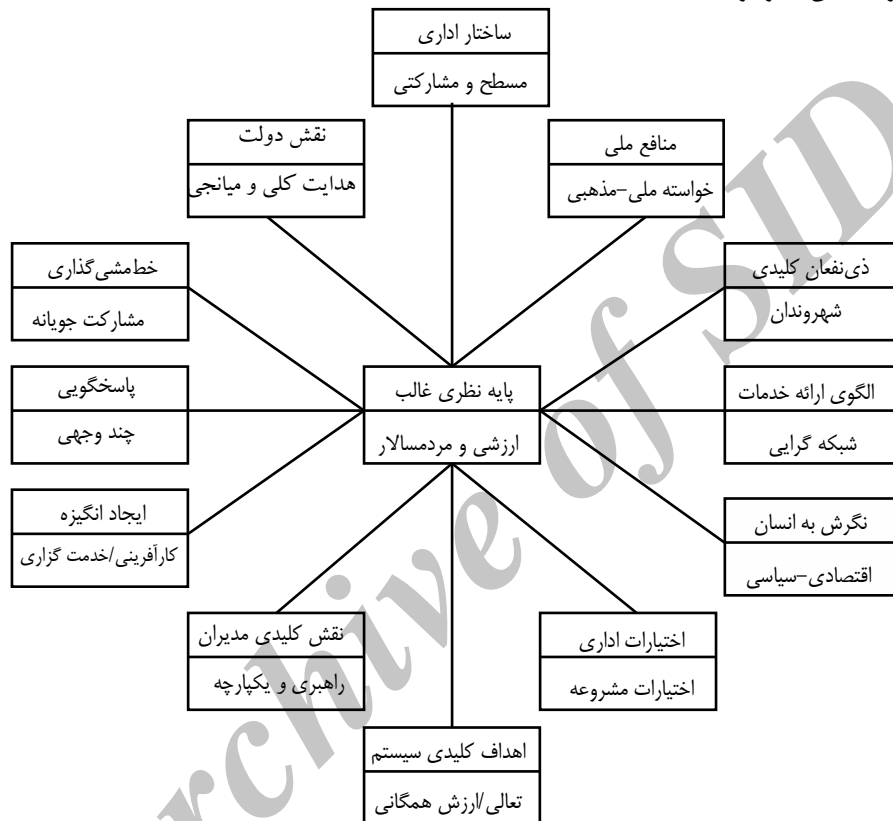 ساختار اداری
مسطح و مشارکتی
منافع ملی
خواسته ملی-مذهبی
نقش دولت
هدایت کلی و میانجی
ذی‌نفعان کلیدی
شهروندان
خط‌مشی‌گذاری
مشارکت جویانه
الگوی ارائه خدمات
شبکه گرایی
پایه نظری غالب
ارزشی و مردمسالار
پاسخگویی
چند وجهی
نگرش به انسان
اقتصادی-سیاسی
ایجاد انگیزه
کارآفرینی/خدمت گزاری
اختیارات اداری
اختیارات مشروعه
نقش کلیدی مدیران
راهبری و یکپارچه
اهداف کلیدی سیستم
تعالی/ارزش همگانی
Archive of SID